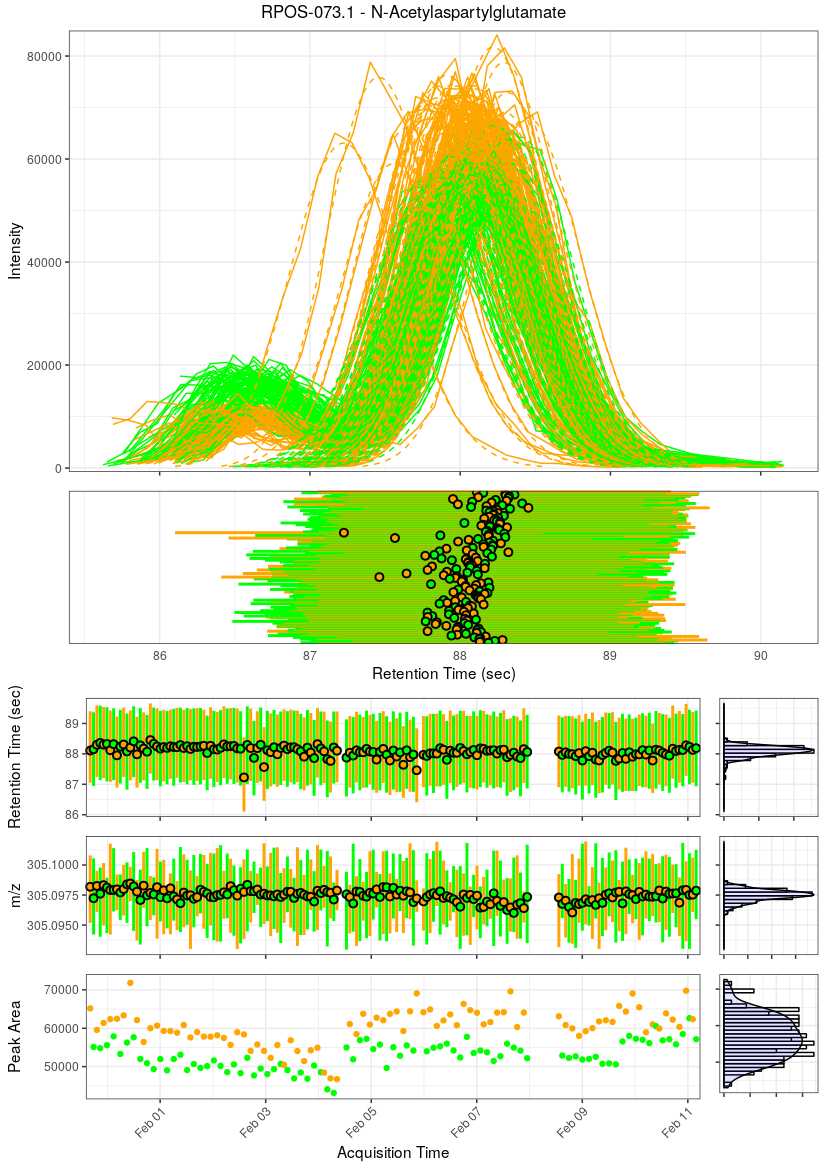 RPOS-073.1 - N-Acetylaspartylglutamate
80000
60000
40000
20000
0
Intensity
86
87
88
89
90
Retention Time (sec)
89
88
87
86
Retention Time (sec)
305.1000
305.0975
305.0950
m/z
70000
60000
50000
Peak Area
Feb 01
Feb 03
Feb 05
Feb 07
Feb 09
Feb 11
Acquisition Time